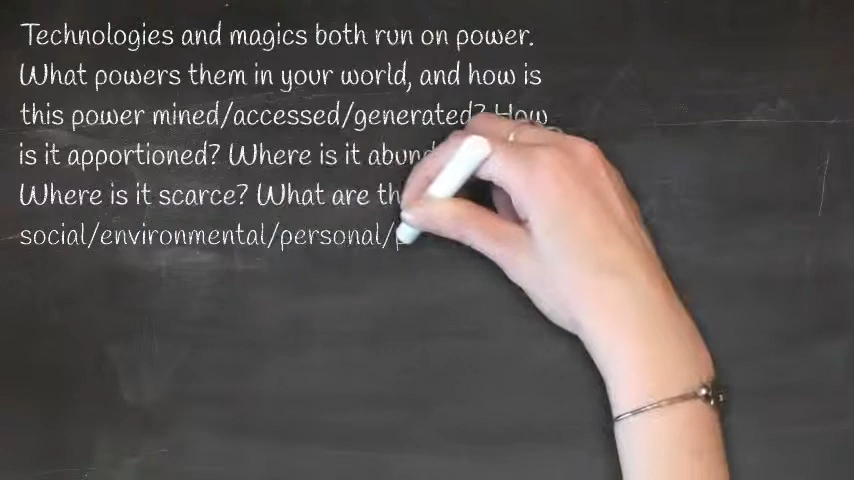 Technologies and magics both run on power.
What powers them in your world, and how is
this power mined/accessed/generated? How
is it apportioned? Where is it
Where is it scarce? What are
social/environmental/personal/